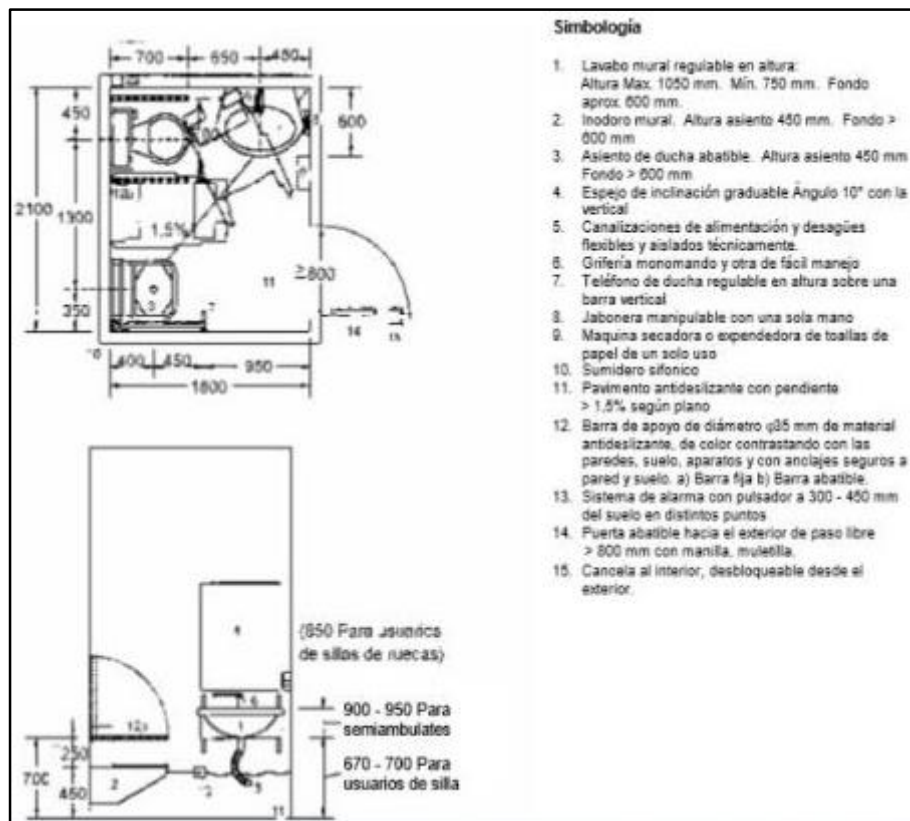 700 650 450
450
600
2100
1300
1,5%
≥800
11
3
7
350
14
400 450 950
1800
Simbología
1. Lavabo mural regulable en altura:
Altura Max. 1050 mm. Mín. 750 mm. Fondo
aprox. 600 mm.
2. Inodoro mural. Altura asiento 450 mm. Fondo >
600 mm
3. Asiento de ducha abatible. Altura asiento 450 mm
Fondo > 600 mm
4. Espejo de inclinación graduable Ángulo 10° con la
vertical
5. Canalizaciones de alimentación y desagües
flexibles y aislados técnicamente.
6. Grifería monomando y otra de fácil manejo
7. Teléfono de ducha regulable en altura sobre una
barra vertical
8. Jabonera manipulable con una sola mano
9. Maquina secadora o expendedora de toallas de
papel de un solo uso
10. Sumidero sifonico
11. Pavimento antideslizante con pendiente
> 1,5% según plano
12. Barra de apoyo de diámetro φ35 mm de material
antideslizante, de color contrastando con las
paredes, suelo, aparatos y con anclajes seguros a
pared y suelo. a) Barra fija b) Barra abatible.
13. Sistema de alarma con pulsador a 300 - 450 mm
del suelo en distintos puntos
14. Puerta abatible hacia el exterior de paso libre
> 800 mm con manilla, muletilla.
15. Cancela al interior, desbloqueable desde el
exterior.
4
(850 Para usuarios
de sillas de ruecas)
6
1
900 - 950 Para
semiambulates
250
700
2
450
5
670 - 700 Para
usuarios de silla
11